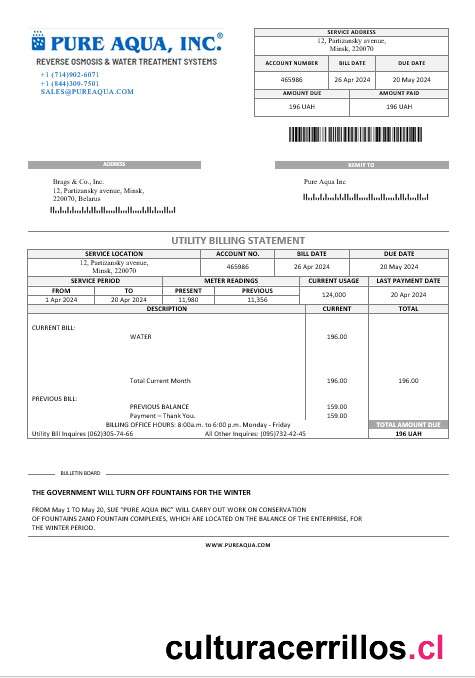 PURE AQUA, INC.®
REVERSE OSMOSIS & WATER TREATMENT SYSTEMS
+1 (714)902-6071
+1 (844)309-7501
SALES@PUREAQUA.COM
SERVICE ADDRESS
12, Partizansky avenue,
Minsk, 220070
ACCOUNT NUMBER BILL DATE DUE DATE
465986 26 Apr 2024 20 May 2024
AMOUNT DUE AMOUNT PAID
196 UAH 196 UAH
ADDRESS REMIT TO
Brags & Co., Inc.
12, Partizansky avenue, Minsk,
220070, Belarus
Pure Aqua Inc
UTILITY BILLING STATEMENT
SERVICE LOCATION ACCOUNT NO. BILL DATE DUE DATE
12, Partizansky avenue,
Minsk, 220070
465986 26 Apr 2024 20 May 2024
SERVICE PERIOD METER READINGS CURRENT USAGE LAST PAYMENT DATE
FROM TO PRESENT PREVIOUS
124,000 20 Apr 2024
1 Apr 2024 20 Apr 2024 11,980 11,356
DESCRIPTION CURRENT TOTAL
CURRENT BILL:
WATER 196.00
Total Current Month 196.00 196.00
PREVIOUS BILL:
PREVIOUS BALANCE 159.00
Payment – Thank You. 159.00
BILLING OFFICE HOURS: 8:00a.m. to 6:00 p.m. Monday - Friday TOTAL AMOUNT DUE
Utility Bill Inquires (062)305-74-66 All Other Inquires: (095)732-42-45 196 UAH
BULLETIN BOARD
THE GOVERNMENT WILL TURN OFF FOUNTAINS FOR THE WINTER
FROM May 1 TO May 20, SUE "PURE AQUA INC" WILL CARRY OUT WORK ON CONSERVATION
OF FOUNTAINS ZAND FOUNTAIN COMPLEXES, WHICH ARE LOCATED ON THE BALANCE OF THE ENTERPRISE, FOR
THE WINTER PERIOD.
WWW.PUREAQUA.COM
culturacerrillos.cl